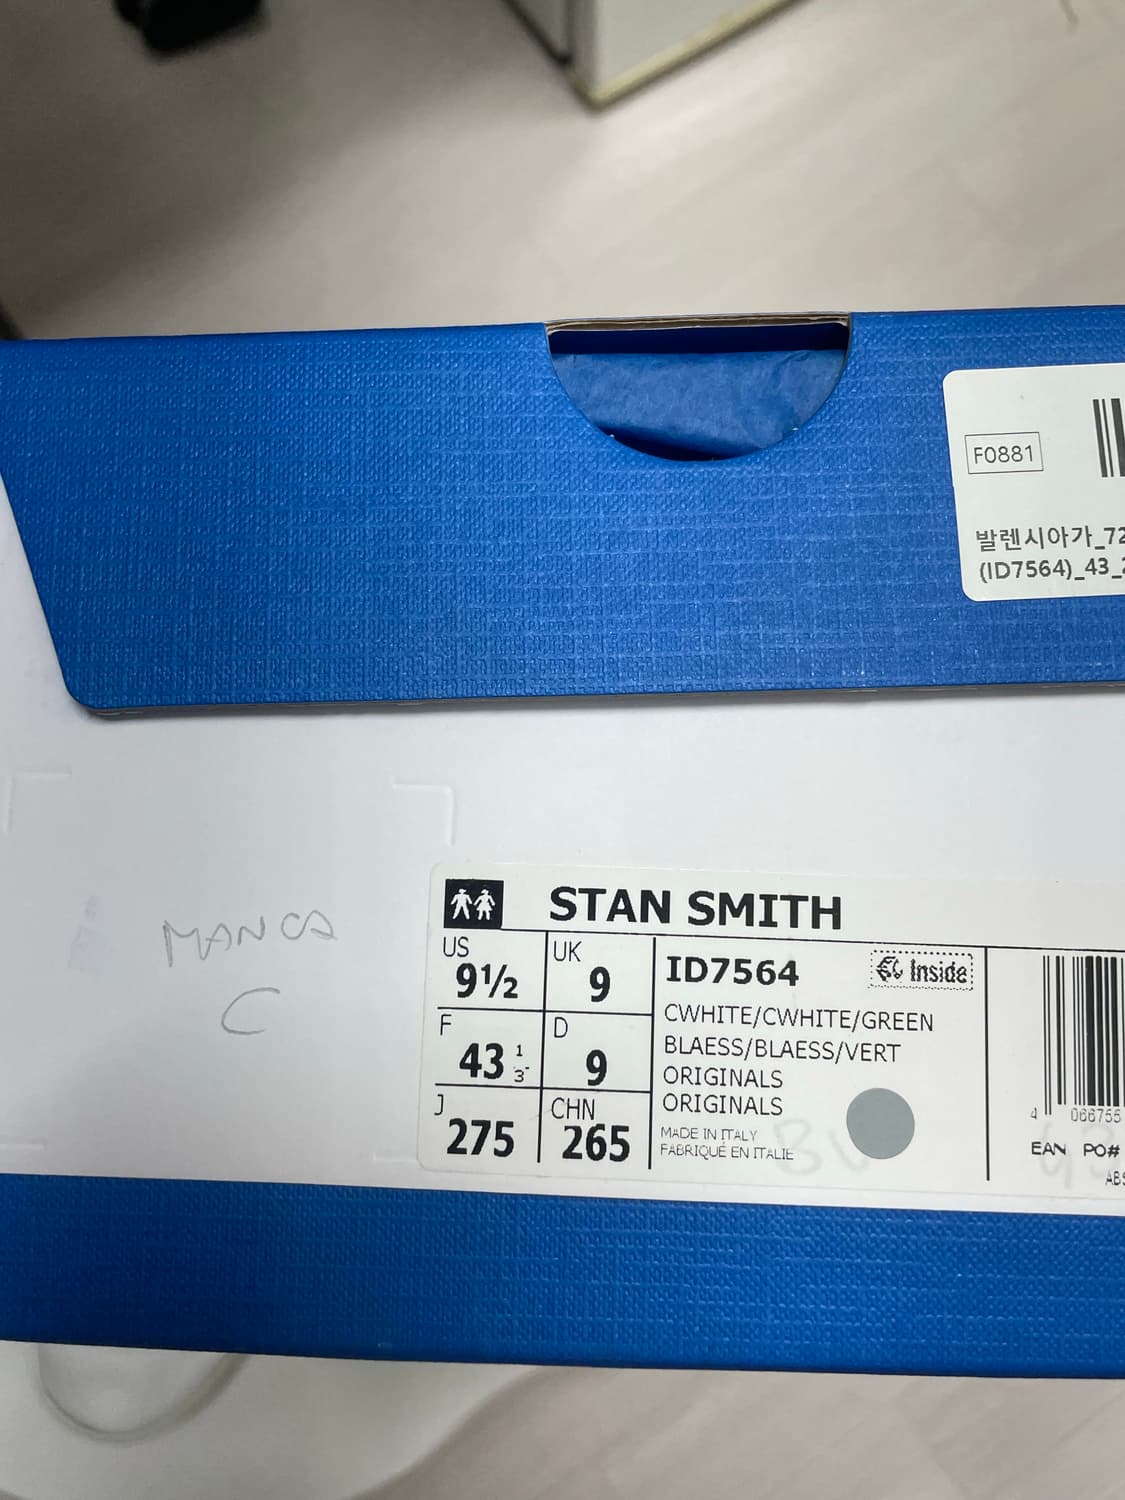 F0881
발렌시아가_72
(ID7564)_43_2
MANCA
C
STAN SMITH
US
9½
UK
9
ID7564
Inside
F
43 1/3
D
9
CWHITE/CWHITE/GREEN
BLAESS/BLAESS/VERT
ORIGINALS
ORIGINALS
J
275
CHN
265
MADE IN ITALY
FABRIQUÉ EN ITALIE
4 066755
EAN PO#